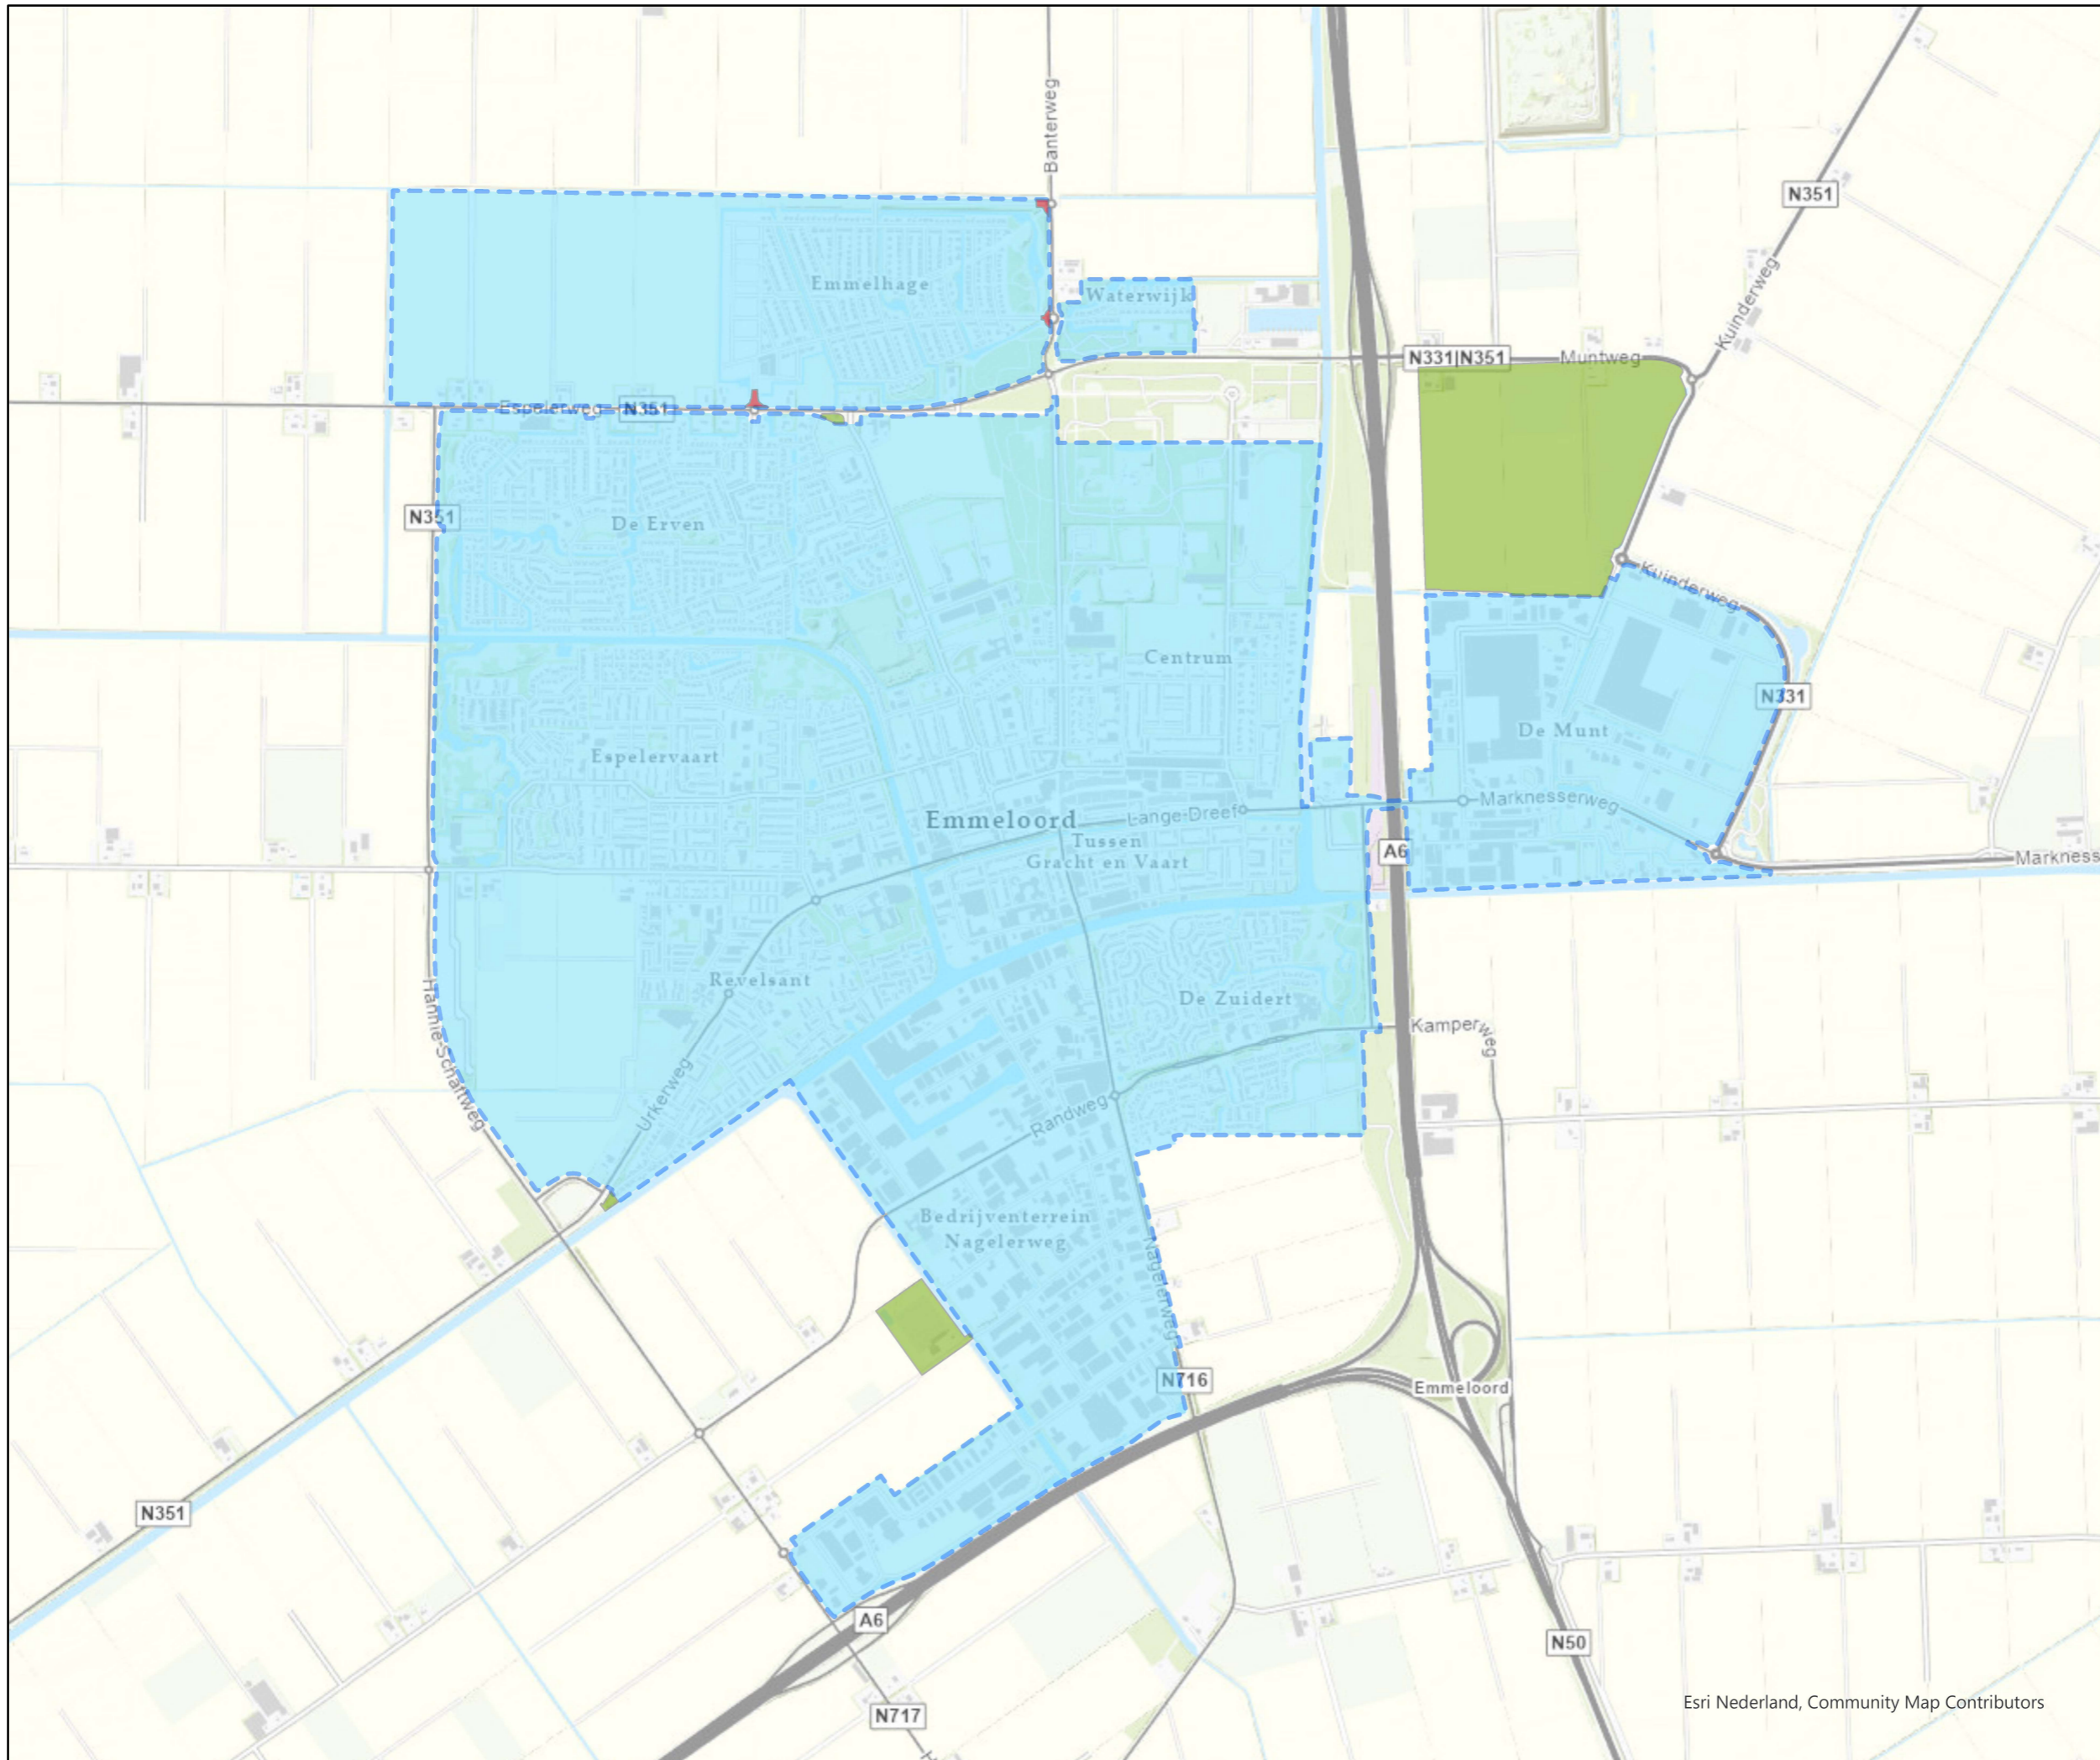 Banterweg
N351
Emmelhage
Waterwijk
Kuinderweg
N331|N351
Muntweg
Espelerweg
N351
N351
De Erven
Kuinderweg
Centrum
N331
De Munt
Espelervaart
Marknesserweg
Emmeloord
Lange-Dreef
Tussen
Gracht en Vaart
A6
Markness
Revelsant
De Zuidert
Kamperweg
Hannie-Schaftweg
Urkerweg
Randweg
Bedrijventerrein
Nagelerweg
Nagelerweg
N716
Emmeloord
N351
A6
N50
N717
Esri Nederland, Community Map Contributors